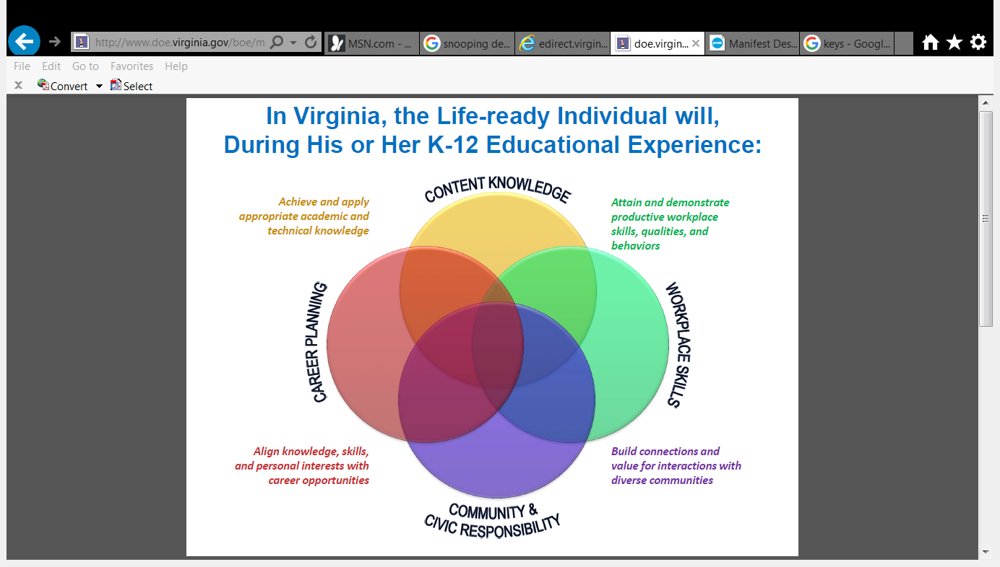 http://www.doe.virginia.gov/boe/m
MSN.com - ...
snooping de...
edirect.virgin...
doe.virgin...
Manifest Des...
keys - Googl...
File Edit Go to Favorites Help
x Convert Select
In Virginia, the Life-ready Individual will,
During His or Her K-12 Educational Experience:
CONTENT KNOWLEDGE
Achieve and apply
appropriate academic and
technical knowledge
Attain and demonstrate
productive workplace
skills, qualities, and
behaviors
CAREER PLANNING
WORKPLACE SKILLS
Align knowledge, skills,
and personal interests with
career opportunities
Build connections and
value for interactions with
diverse communities
COMMUNITY &
CIVIC RESPONSIBILITY